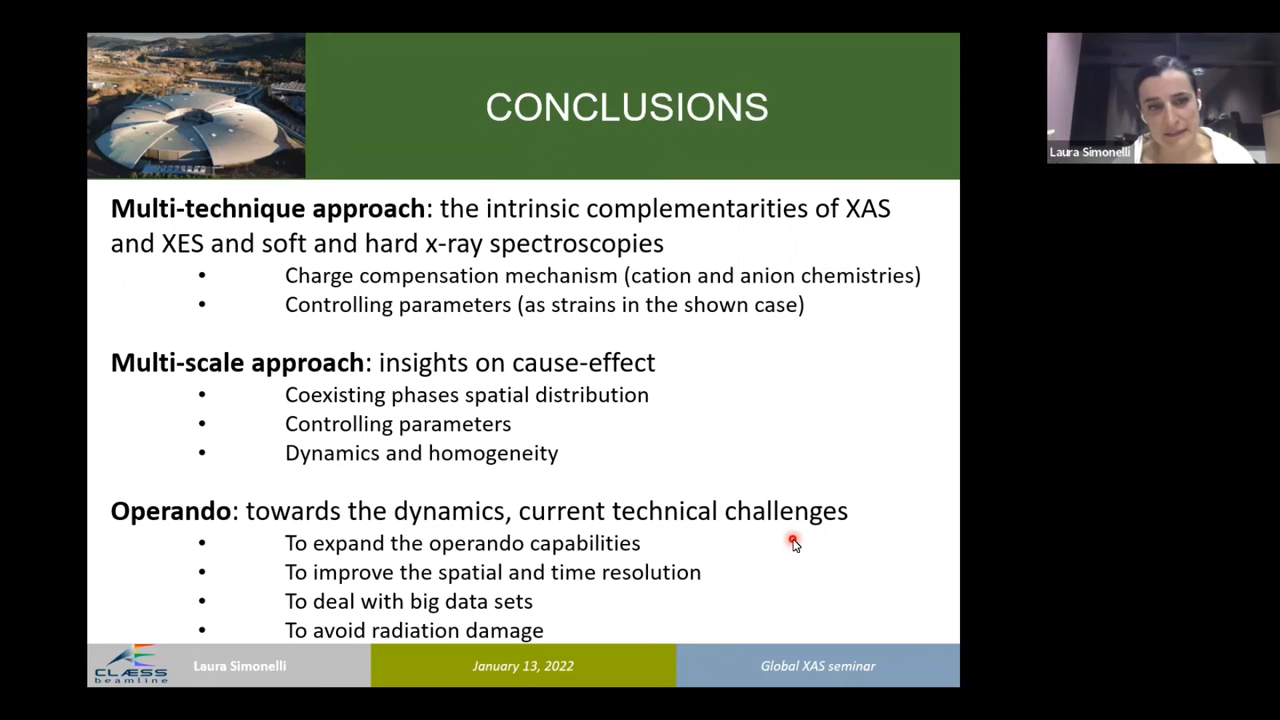 CONCLUSIONS
Laura Simonelli
Multi-technique approach: the intrinsic complementarities of XAS
and XES and soft and hard x-ray spectroscopies
• Charge compensation mechanism (cation and anion chemistries)
• Controlling parameters (as strains in the shown case)
Multi-scale approach: insights on cause-effect
• Coexisting phases spatial distribution
• Controlling parameters
• Dynamics and homogeneity
Operando: towards the dynamics, current technical challenges
• To expand the operando capabilities
• To improve the spatial and time resolution
• To deal with big data sets
• To avoid radiation damage
CLÆSS
beamline
Laura Simonelli
January 13, 2022
Global XAS seminar